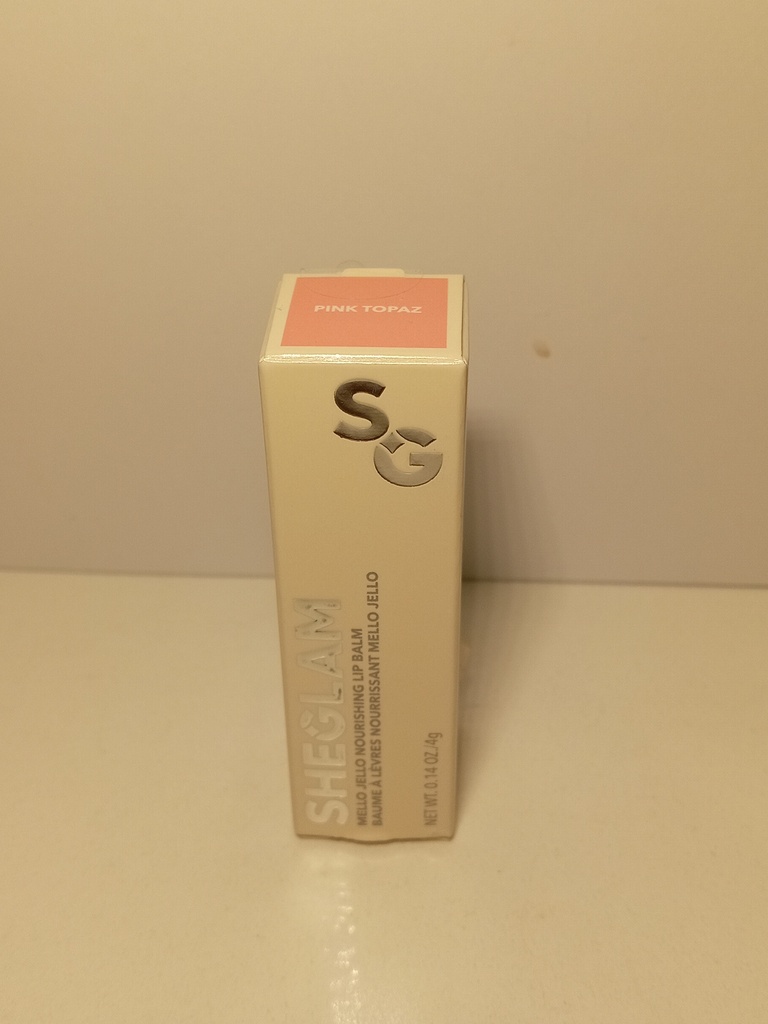 PINK TOPAZ
SG
SHEGLAM
MELLO JELLO NOURISHING LIP BALM
BAUME À LÈVRES NOURRISSANT MELLO JELLO
NET WT. 0.14 OZ./4g